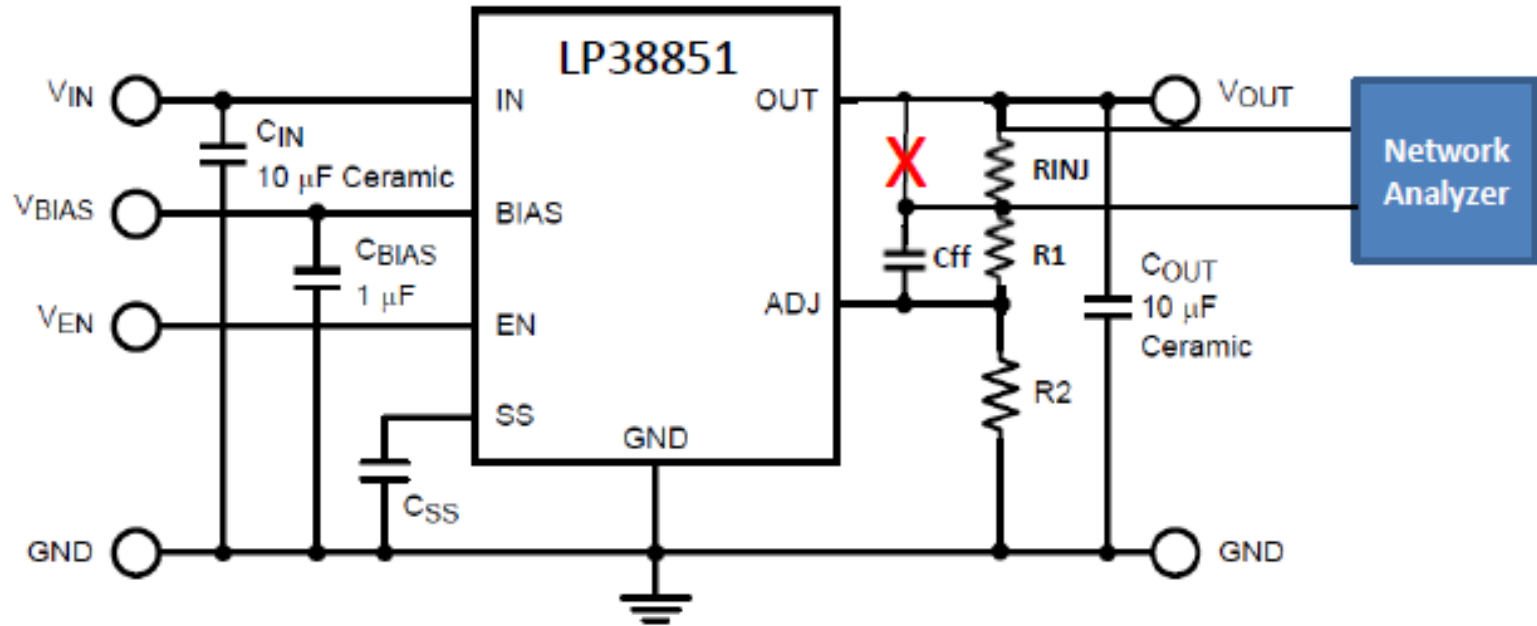 LP38851
VIN
IN
OUT
VOUT
CIN
10 µF Ceramic
RINJ
Network
Analyzer
VBIAS
BIAS
X
CBIAS
1 µF
Cff
R1
COUT
10 µF
Ceramic
VEN
EN
ADJ
R2
SS
GND
CSS
GND
GND